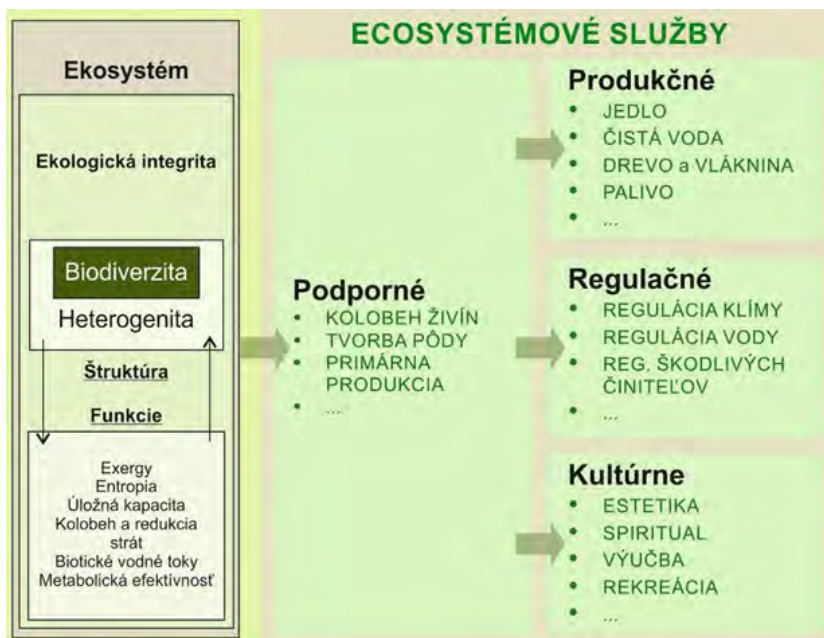 ECOSYSTÉMOVÉ SLUŽBY
Ekosystém
Ekologická integrita
Biodiverzita
Heterogenita
Štruktúra
Funkcie
Exergy
Entropia
Úložná kapacita
Kolobeh a redukcia
strát
Biotické vodné toky
Metabolická efektívnosť
Podporné
• KOLOBEH ŽIVÍN
• TVORBA PÔDY
• PRIMÁRNA
PRODUKCIA
• ...
Produkčné
• JEDLO
• ČISTÁ VODA
• DREVO a VLÁKNINA
• PALIVO
• ...
Regulačné
• REGULÁCIA KLÍMY
• REGULÁCIA VODY
• REG. ŠKODLIVÝCH
ČINITEĽOV
• ...
Kultúrne
• ESTETIKA
• SPIRITUAL
• VÝUČBA
• REKREÁCIA
• ...